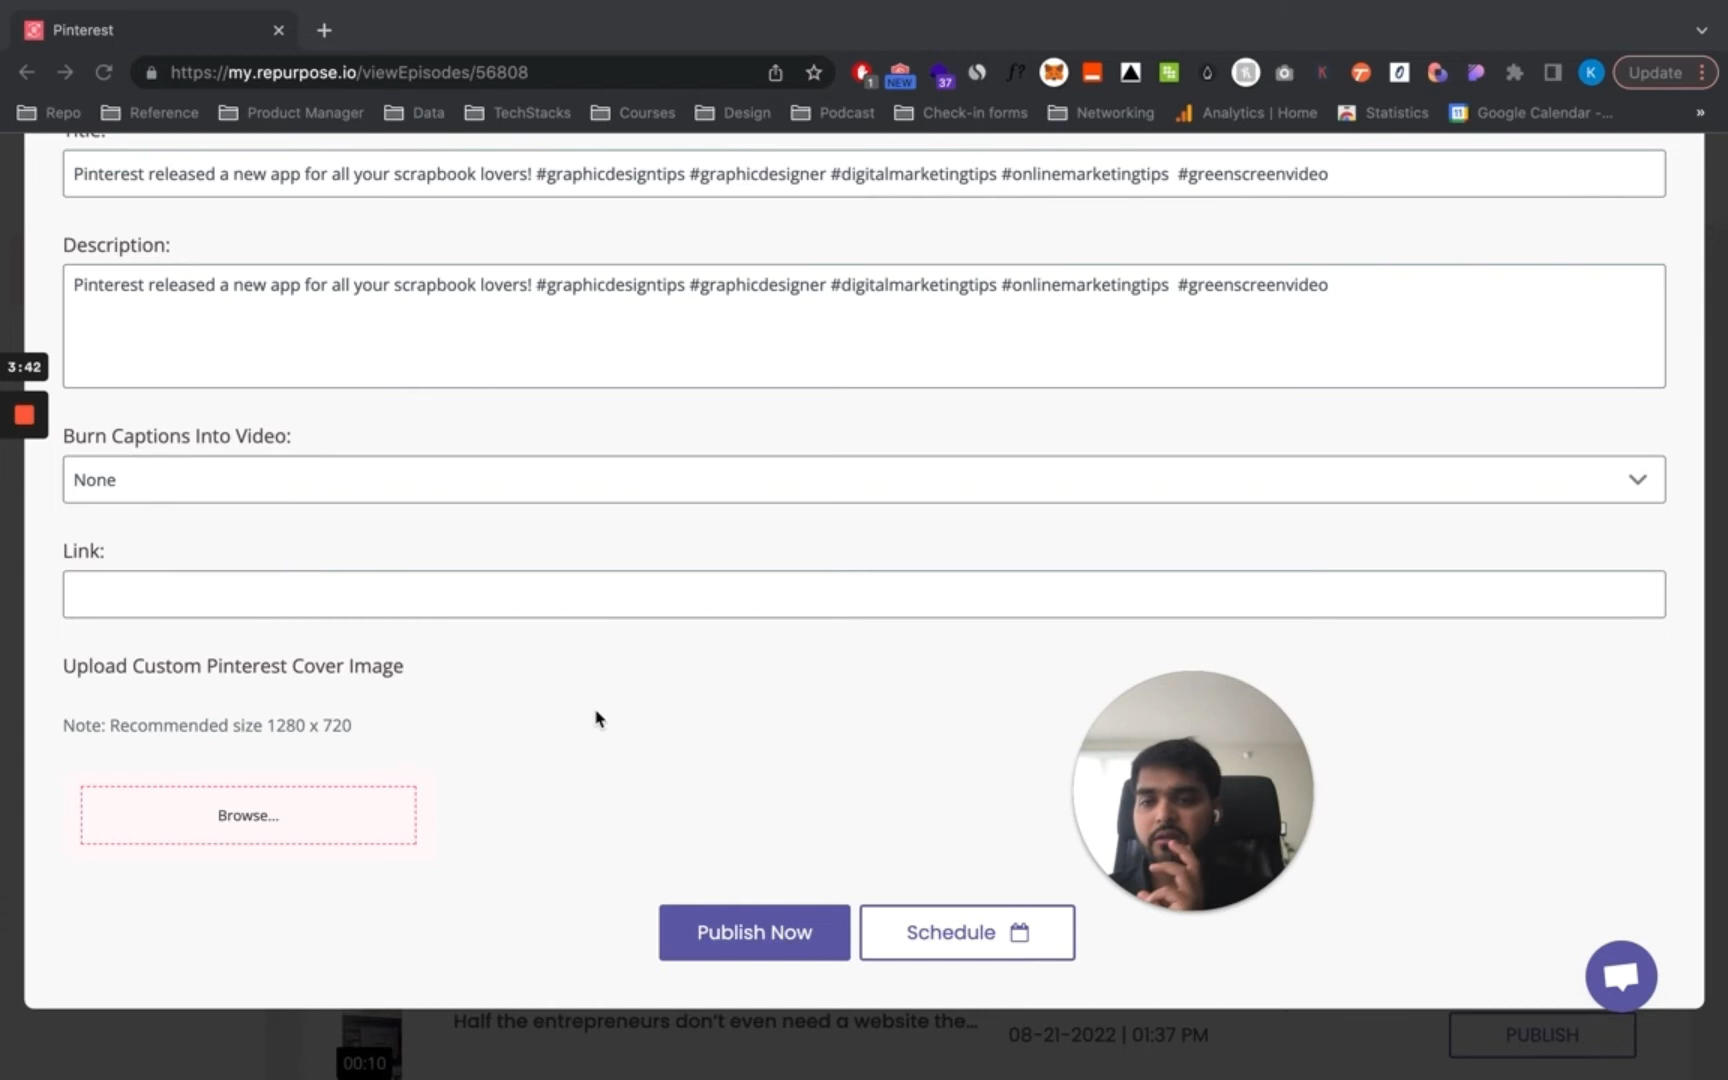 Pinterest
https://my.repurpose.io/viewEpisodes/56808
1
NEW
37
f?
K
K
Update
Repo
Reference
Product Manager
Data
TechStacks
Courses
Design
Podcast
Check-in forms
Networking
Analytics | Home
Statistics
Google Calendar -...
»
Title:
Pinterest released a new app for all your scrapbook lovers! #graphicdesigntips #graphicdesigner #digitalmarketingtips #onlinemarketingtips #greenscreenvideo
Description:
Pinterest released a new app for all your scrapbook lovers! #graphicdesigntips #graphicdesigner #digitalmarketingtips #onlinemarketingtips #greenscreenvideo
3:42
Burn Captions Into Video:
None
Link:
Upload Custom Pinterest Cover Image
Note: Recommended size 1280 x 720
Browse...
Publish Now
Schedule
Half the entrepreneurs don't even need a website the...
08-21-2022 | 01:37 PM
PUBLISH
00:10